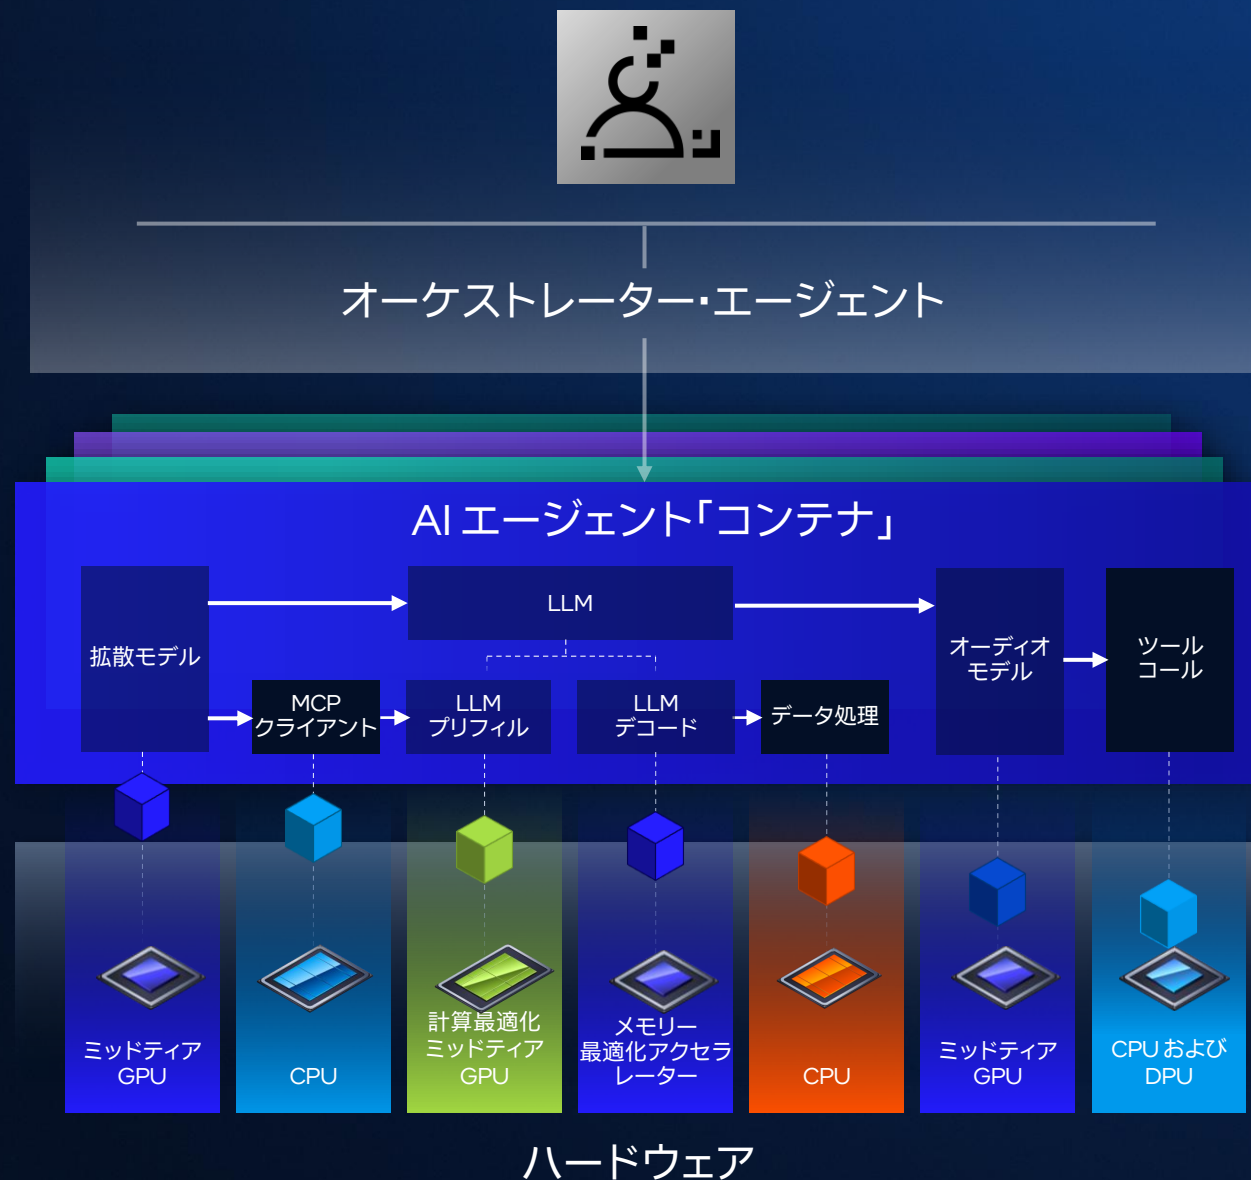 オーケストレーター・エージェント
AI エージェント「コンテナ」
拡散モデル
LLM
MCP
クライアント
LLM
プリフィル
LLM
デコード
データ処理
オーディオ
モデル
ツール
コール
ミッドティア
GPU
CPU
計算最適化
ミッドティア
GPU
メモリー
最適化アクセラ
レーター
CPU
ミッドティア
GPU
CPU および
DPU
ハードウェア